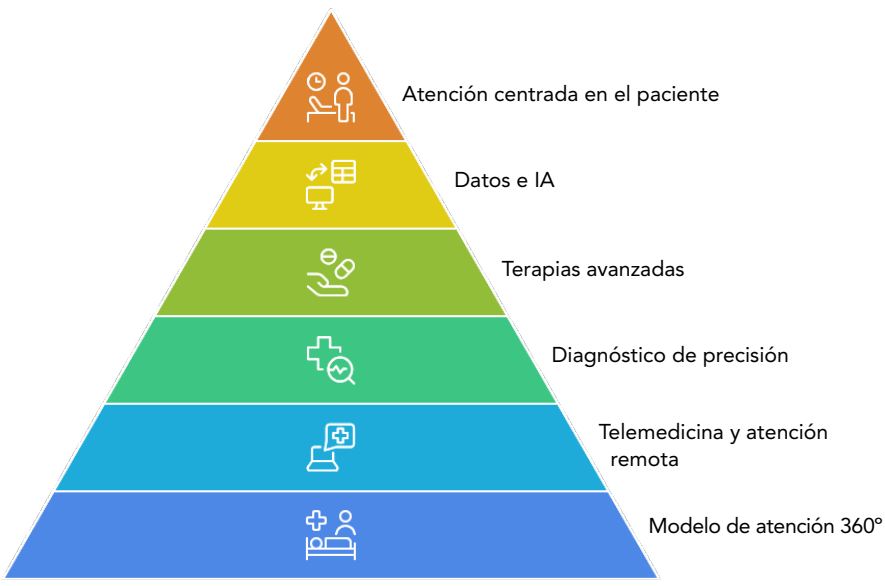 Atención centrada en el paciente
Datos e IA
Terapias avanzadas
Diagnóstico de precisión
Telemedicina y atención
remota
Modelo de atención 360º